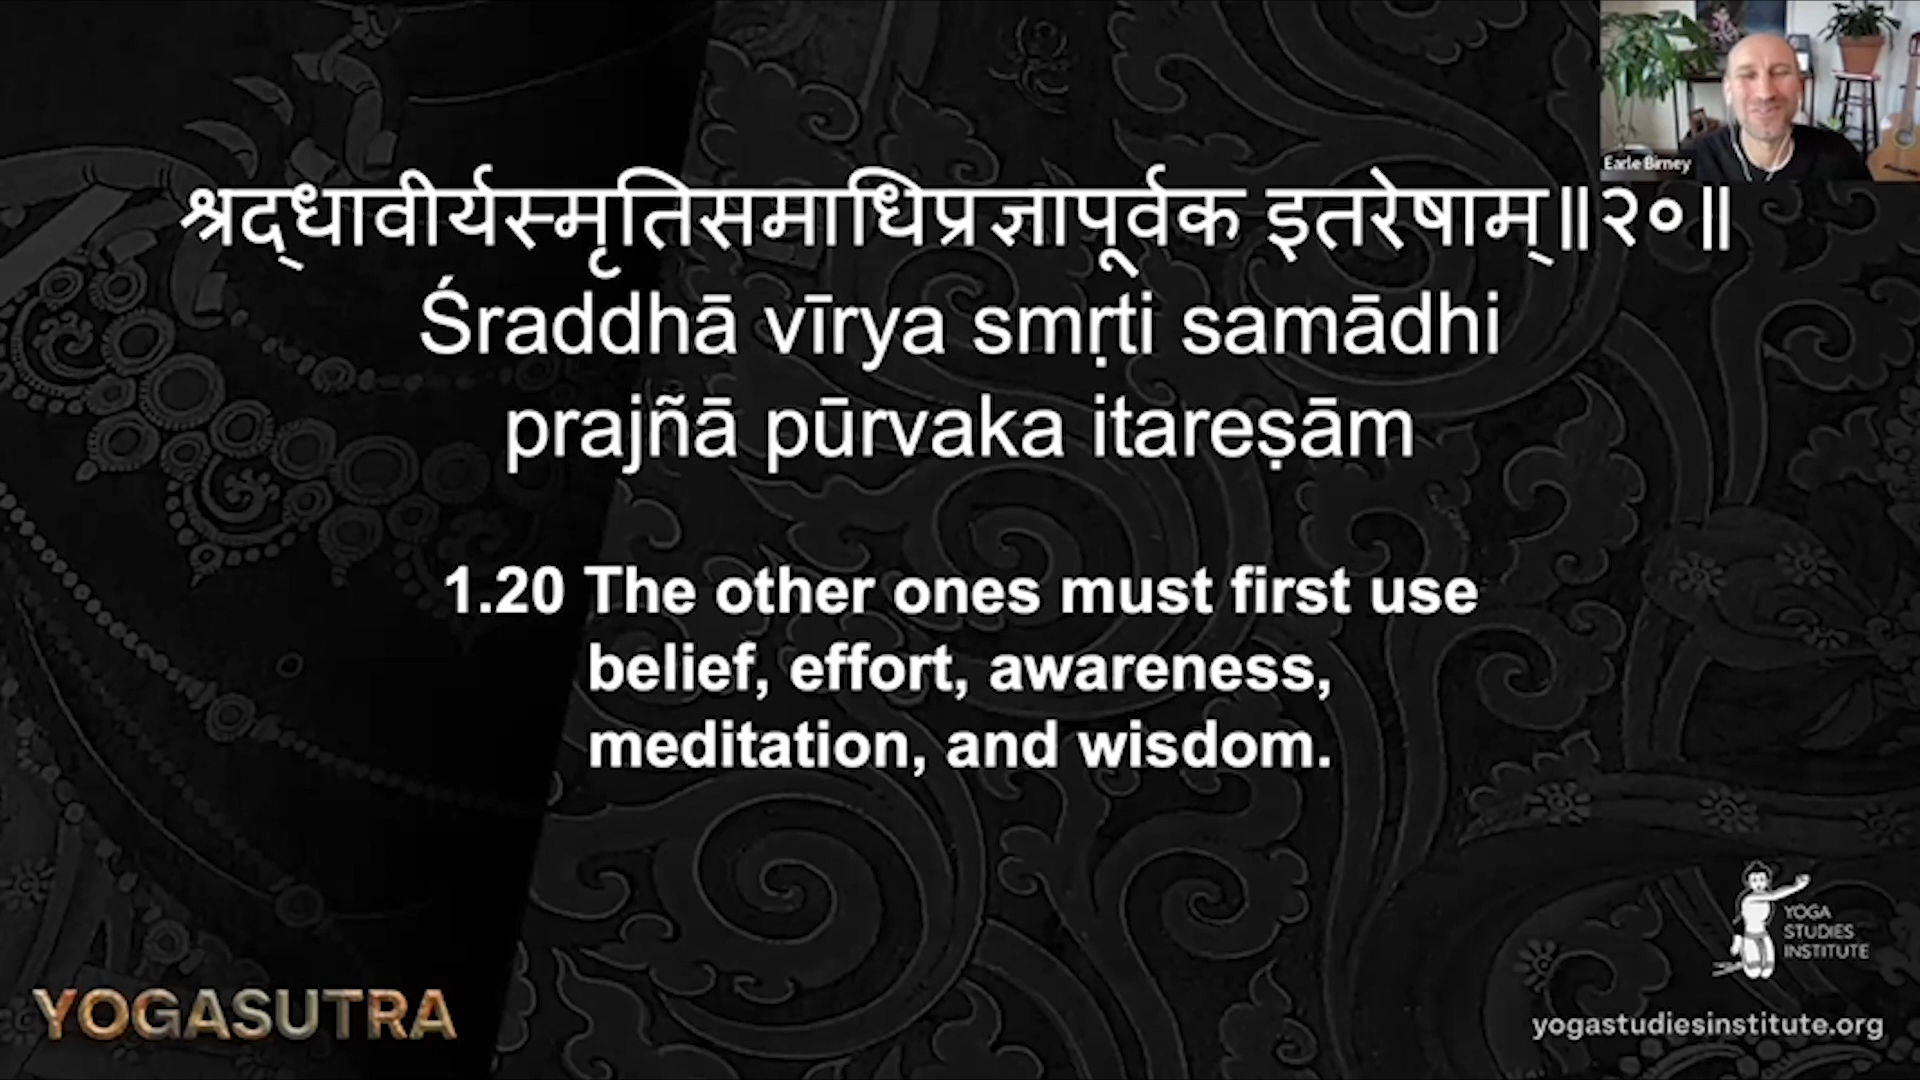 Earle Birney
श्रद्‌धावीर्यस्मृतिसमाधिप्रज्ञापूर्वक इतरेषाम्॥२०॥
Śraddhā vīrya smṛti samādhi
prajñā pūrvaka itareṣām
1.20 The other ones must first use
belief, effort, awareness,
meditation, and wisdom.
YOGA
STUDIES
INSTITUTE
YOGASUTRA
yogastudiesinstitute.org